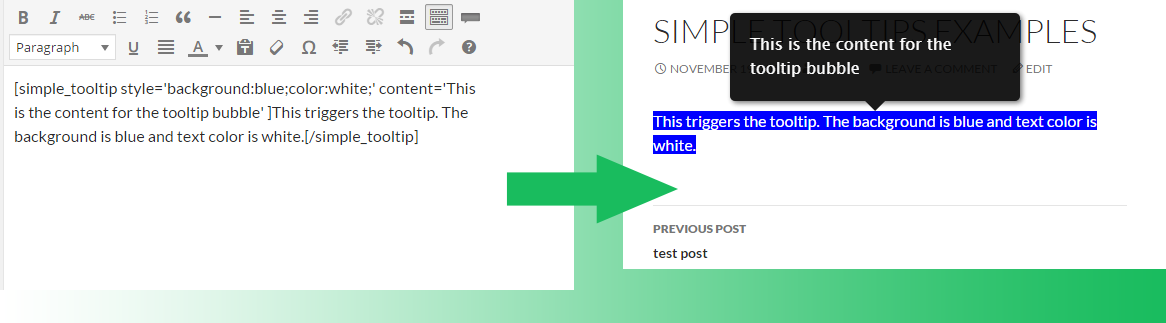 B I ABC
Paragraph U A Ω ?
[simple_tooltip style='background:blue;color:white;' content='This
is the content for the tooltip bubble' ]This triggers the tooltip. The
background is blue and text color is white.[/simple_tooltip]
SIMPLE TOOLTIPS EXAMPLES
This is the content for the
tooltip bubble
NOVEMBER LEAVE A COMMENT EDIT
This triggers the tooltip. The background is blue and text color is
white.
PREVIOUS POST
test post